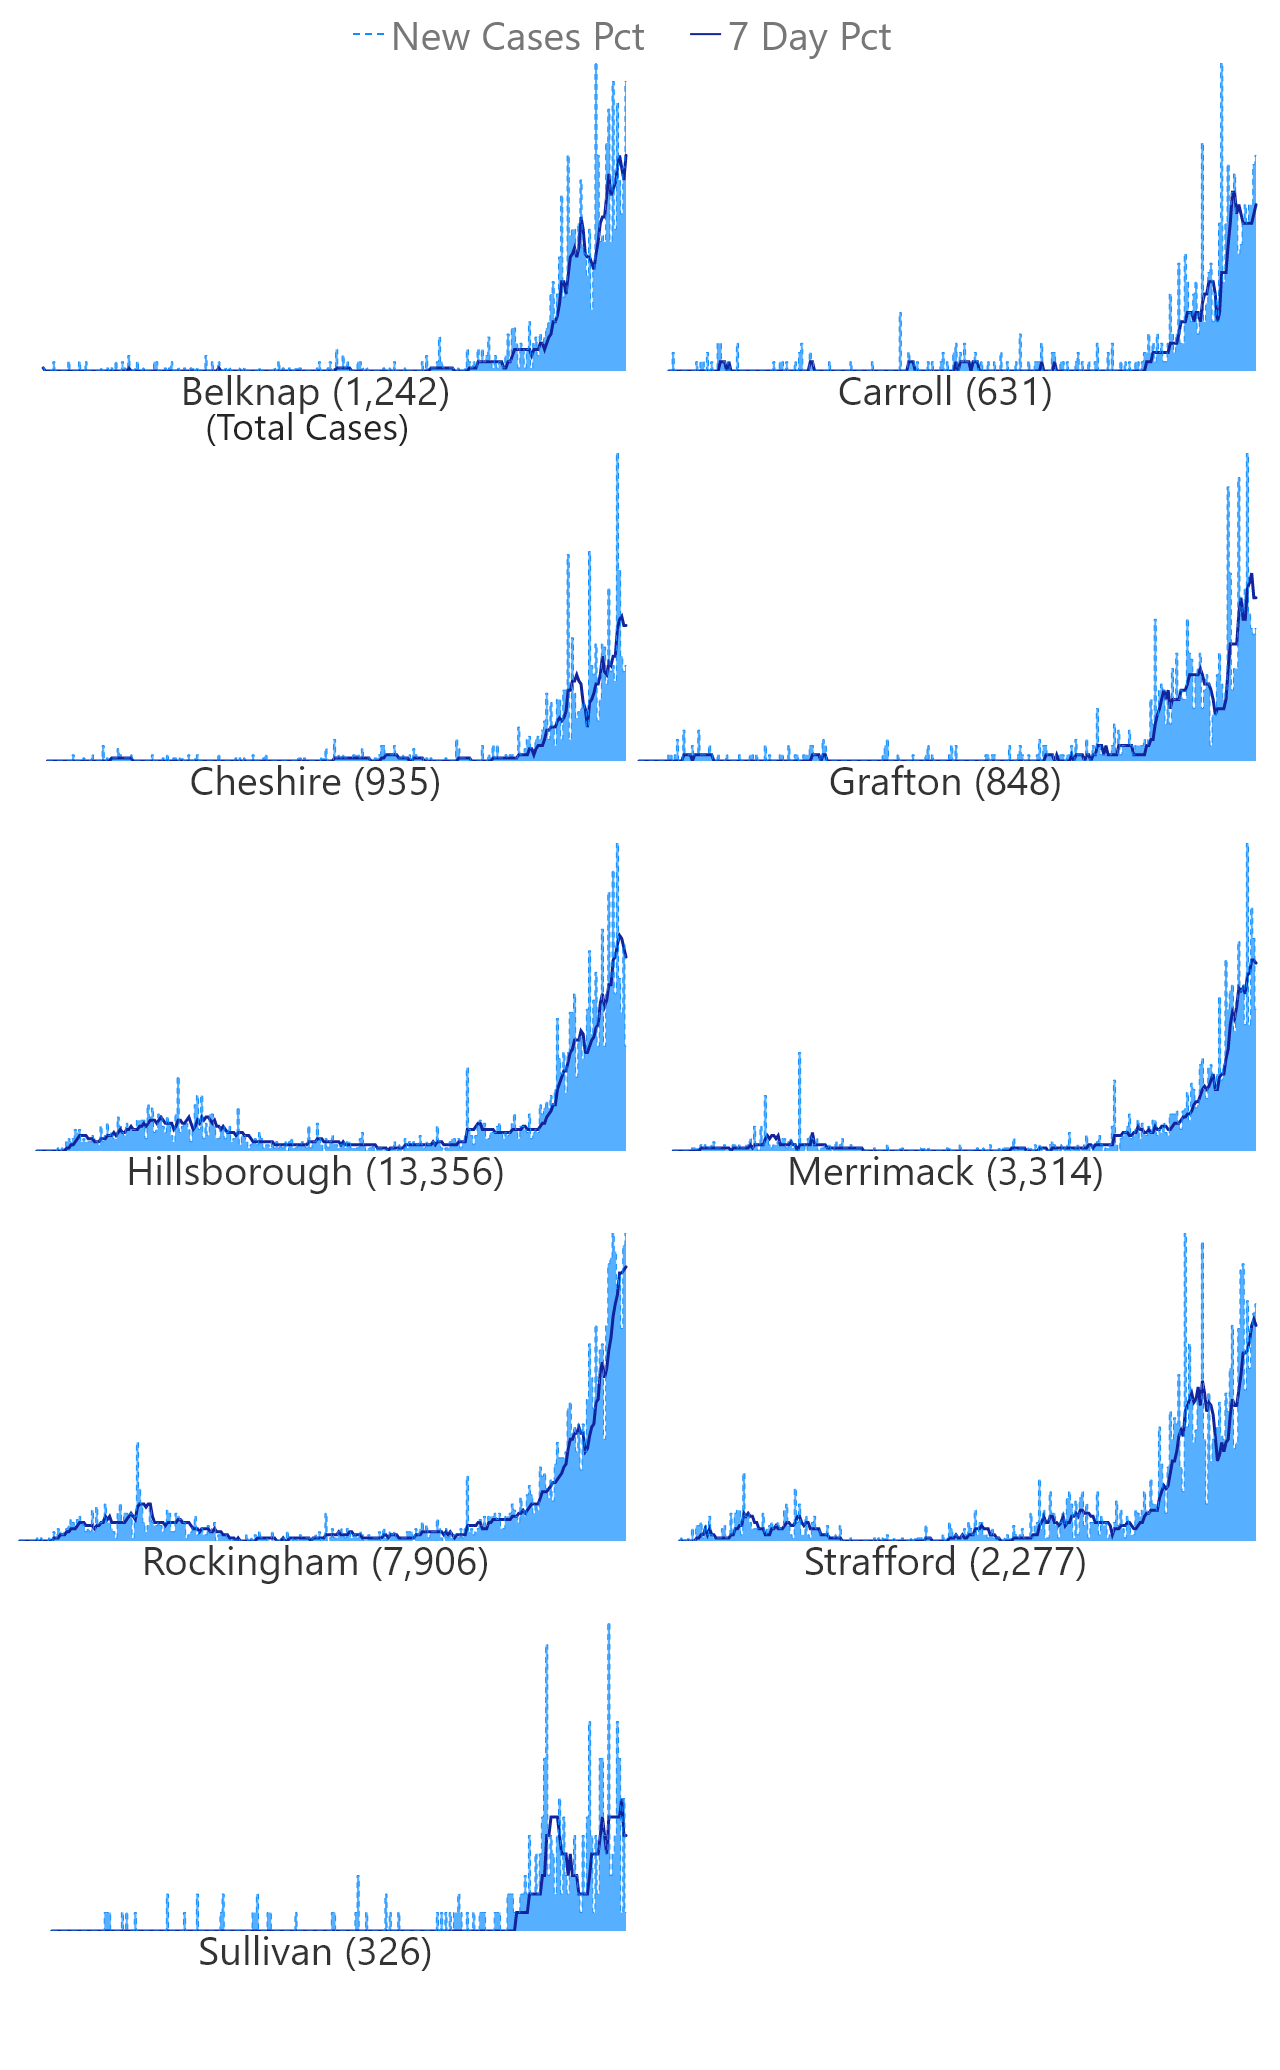 New Cases Pct 7 Day Pct
Belknap (1,242) Carroll (631)
(Total Cases)
Cheshire (935) Grafton (848)
Hillsborough (13,356) Merrimack (3,314)
Rockingham (7,906) Strafford (2,277)
Sullivan (326)